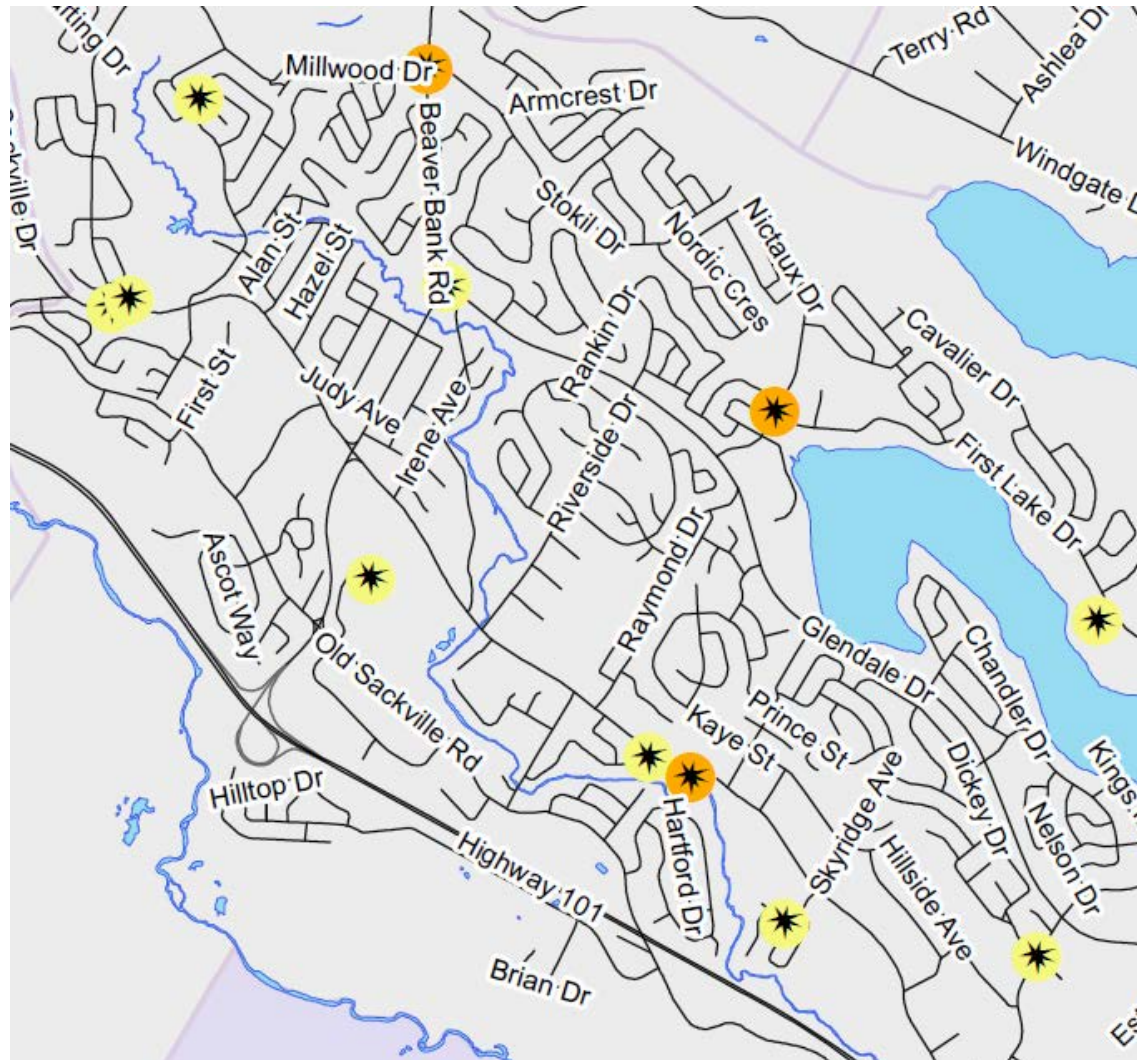 Millwood Dr
Terry Rd
Ashlea Dr
Armcrest Dr
Beaver Bank Rd
Windgate
Stokil Dr
Nordic Cres
Nictaux Dr
Alan St
Hazel St
Rankin Dr
Cavalier Dr
First St
Judy Ave
Irene Ave
Riverside Dr
First Lake Dr
Ascot Way
Raymond Dr
Old Sackville Rd
Glendale Dr
Chandler Dr
Kaye St
Prince St
Kings
Dickey Dr
Hilltop Dr
Skyridge Ave
Nelson Dr
Hartford Dr
Hillside Ave
Highway 101
Brian Dr